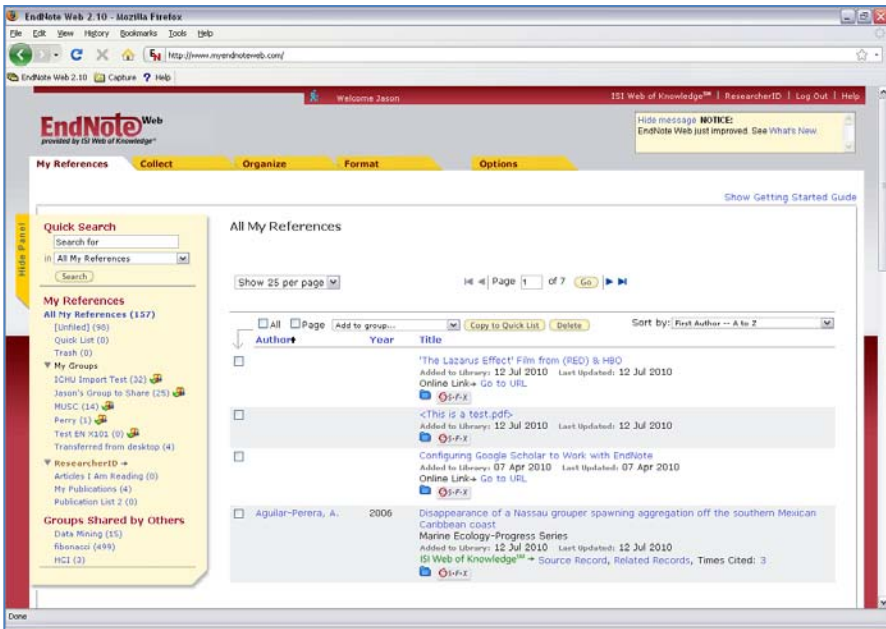 EndNote Web 2.10 - Mozilla Firefox
File Edit View History Bookmarks Tools Help
EN http://www.myendnoteweb.com/
EndNote Web 2.10 Capture ? Help
Welcome Jason ISI Web of Knowledge℠ | ResearcherID | Log Out | Help
EndNote Web
provided by ISI Web of Knowledge℠
Hide message NOTICE:
EndNote Web just improved. See What's New.
My References Collect Organize Format Options
Show Getting Started Guide
Hide Panel
Quick Search
Search for
in All My References
Search
My References
All My References (157)
[Unfiled] (98)
Quick List (0)
Trash (0)
▼ My Groups
ICHU Import Test (32)
Jason's Group to Share (25)
MUSC (14)
Perry (1)
Test EN X101 (0)
Transferred from desktop (4)
▼ ResearcherID →
Articles I Am Reading (0)
My Publications (4)
Publication List 2 (0)
Groups Shared by Others
Data Mining (15)
fibonacci (499)
HCI (3)
All My References
Show 25 per page Page 1 of 7 Go
All Page Add to group... Copy to Quick List Delete Sort by: First Author -- A to Z
Author Year Title
'The Lazarus Effect' Film from (RED) & HBO
Added to Library: 12 Jul 2010 Last Updated: 12 Jul 2010
Online Link→ Go to URL
S·F·X
<This is a test.pdf>
Added to Library: 12 Jul 2010 Last Updated: 12 Jul 2010
S·F·X
Configuring Google Scholar to Work with EndNote
Added to Library: 07 Apr 2010 Last Updated: 07 Apr 2010
Online Link→ Go to URL
S·F·X
Aguilar-Perera, A. 2006 Disappearance of a Nassau grouper spawning aggregation off the southern Mexican
Caribbean coast
Marine Ecology-Progress Series
Added to Library: 12 Jul 2010 Last Updated: 12 Jul 2010
ISI Web of Knowledge℠ → Source Record, Related Records, Times Cited: 3
S·F·X
Done